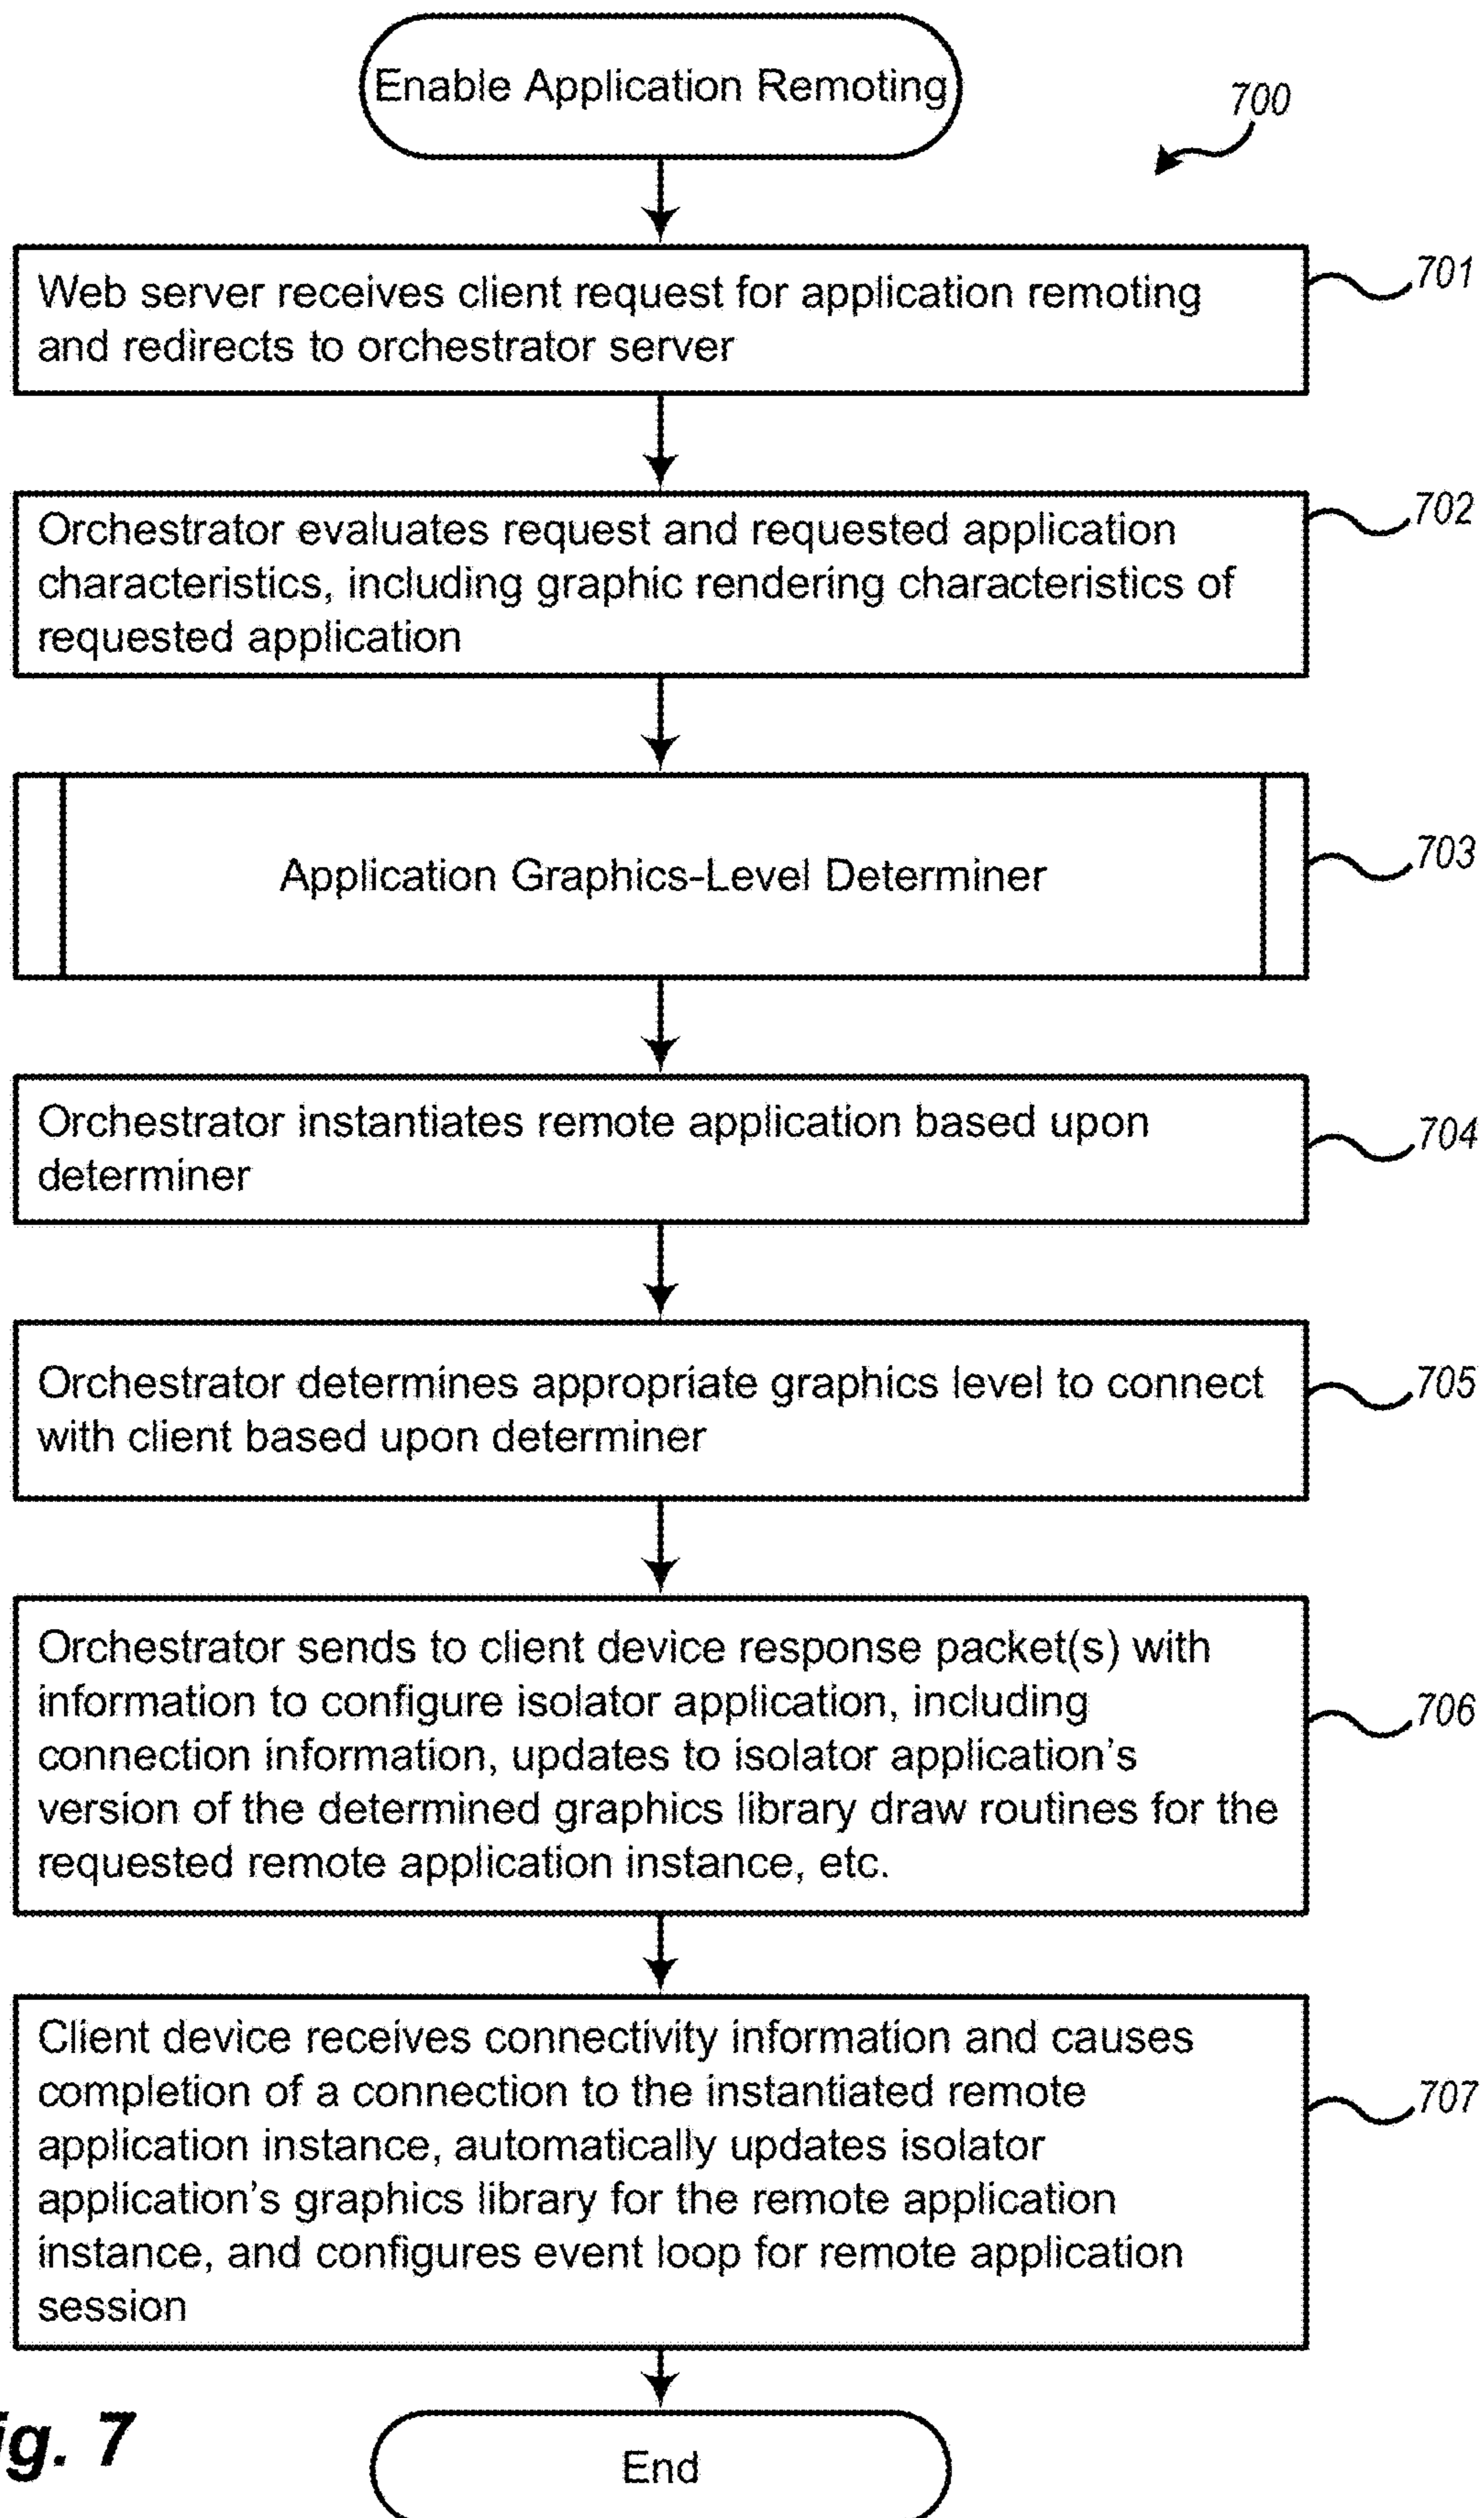 Enable Application Remoting
700
Web server receives client request for application remoting
and redirects to orchestrator server
701
Orchestrator evaluates request and requested application
characteristics, including graphic rendering characteristics of
requested application
702
Application Graphics-Level Determiner
703
Orchestrator instantiates remote application based upon
determiner
704
Orchestrator determines appropriate graphics level to connect
with client based upon determiner
705
Orchestrator sends to client device response packet(s) with
information to configure isolator application, including
connection information, updates to isolator application's
version of the determined graphics library draw routines for the
requested remote application instance, etc.
706
Client device receives connectivity information and causes
completion of a connection to the instantiated remote
application instance, automatically updates isolator
application's graphics library for the remote application
instance, and configures event loop for remote application
session
707
ig. 7
End